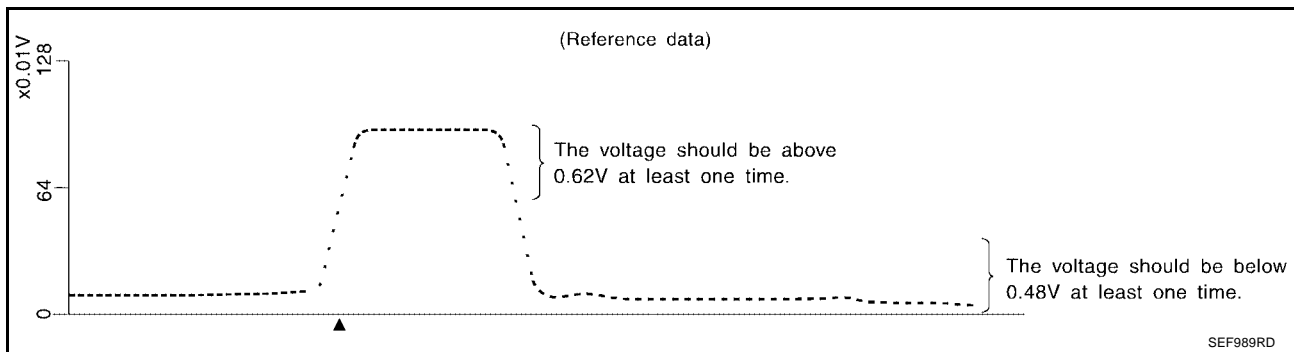 (Reference data)
x0.01V
128
64
0
The voltage should be above
0.62V at least one time.
The voltage should be below
0.48V at least one time.
SEF989RD